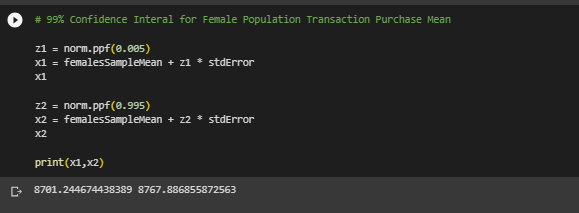 # 99% Confidence Interal for Female Population Transaction Purchase Mean
z1 = norm.ppf(0.005)
x1 = femalesSampleMean + z1 * stdError
x1
z2 = norm.ppf(0.995)
x2 = femalesSampleMean + z2 * stdError
x2
print(x1,x2)
8701.244674438389 8767.886855872563